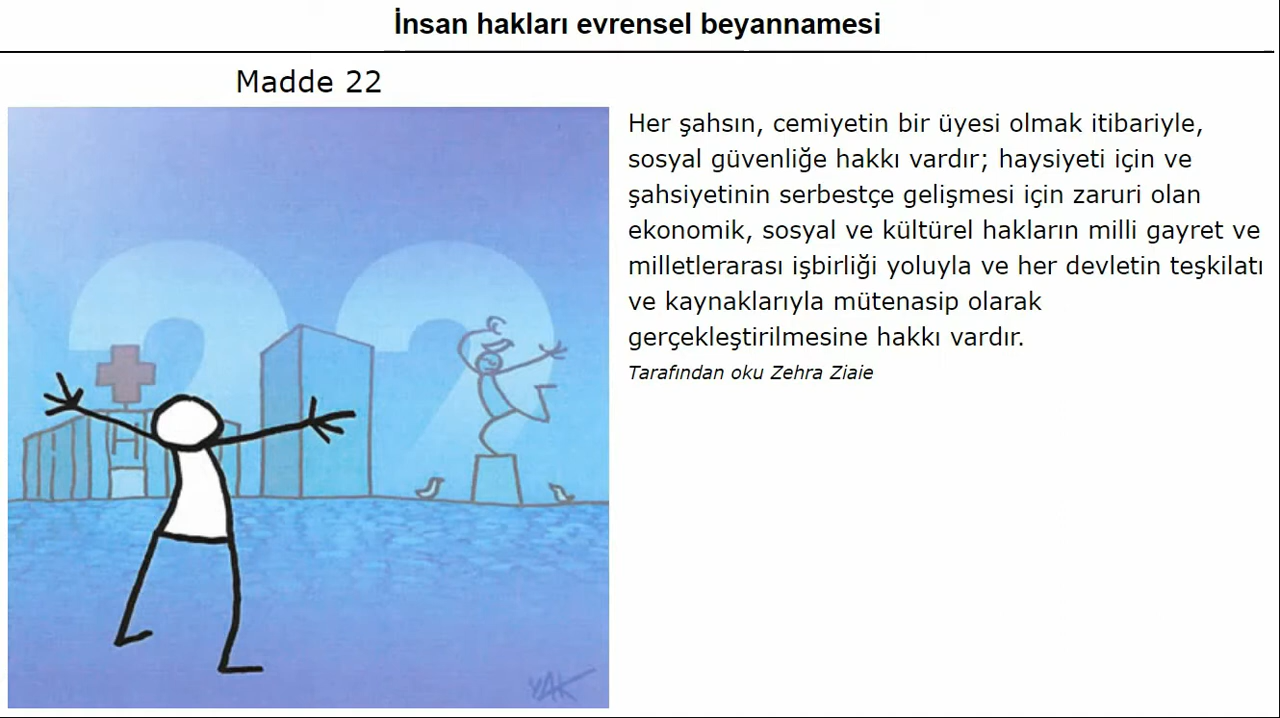 İnsan hakları evrensel beyannamesi
Madde 22
22
H
YAK
Her şahsın, cemiyetin bir üyesi olmak itibariyle,
sosyal güvenliğe hakkı vardır; haysiyeti için ve
şahsiyetinin serbestçe gelişmesi için zaruri olan
ekonomik, sosyal ve kültürel hakların milli gayret ve
milletlerarası işbirliği yoluyla ve her devletin teşkilatı
ve kaynaklarıyla mütenasip olarak
gerçekleştirilmesine hakkı vardır.
Tarafından oku Zehra Ziaie